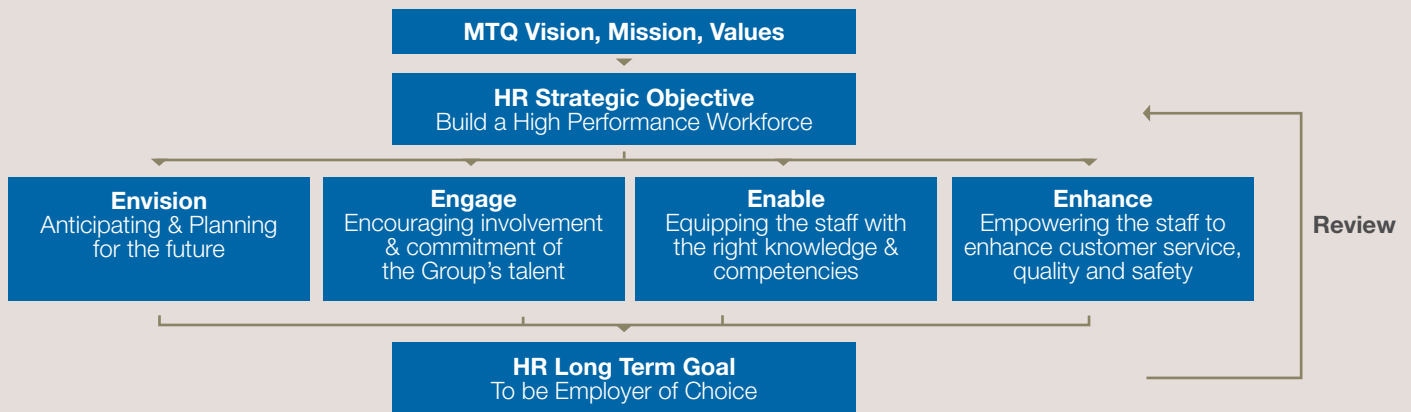 MTQ Vision, Mission, Values
HR Strategic Objective
Build a High Performance Workforce
Envision
Anticipating & Planning
for the future
Engage
Encouraging involvement
& commitment of
the Group's talent
Enable
Equipping the staff with
the right knowledge &
competencies
Enhance
Empowering the staff to
enhance customer service,
quality and safety
Review
HR Long Term Goal
To be Employer of Choice